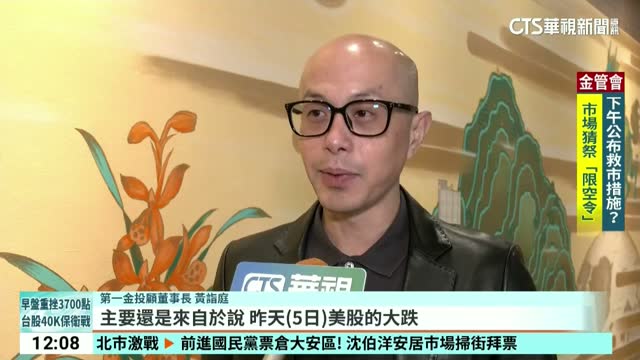 CTS華視新聞資訊
金管會
下午公布救市措施？
市場猜祭「限空令」
CTS華視
早盤重挫3700點
台股40K保衛戰
第一金投顧董事長 黃詣庭
主要還是來自於說 昨天(5日)美股的大跌
12:08
北市激戰 ▶ 前進國民黨票倉大安區! 沈伯洋安居市場掃街拜票